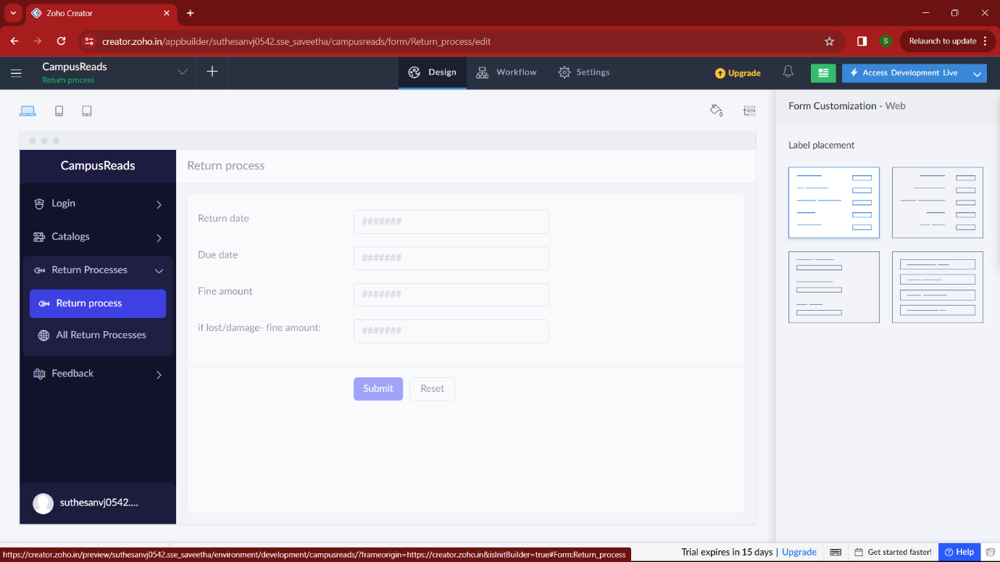 Zoho Creator
creator.zoho.in/appbuilder/suthesanvj0542.sse_saveetha/campusreads/form/Return_process/edit
S
Relaunch to update
CampusReads
Return process
Design
Workflow
Settings
Upgrade
Access Development Live
Form Customization - Web
Label placement
CampusReads
Login
Catalogs
Return Processes
Return process
All Return Processes
Feedback
suthesanvj0542....
Return process
Return date
#######
Due date
#######
Fine amount
#######
if lost/damage- fine amount:
#######
Submit
Reset
https://creator.zoho.in/preview/suthesanvj0542.sse_saveetha/environment/development/campusreads/?frameorigin=https://creator.zoho.in&isInitBuilder=true#Form:Return_process
Trial expires in 15 days | Upgrade
Get started faster!
Help